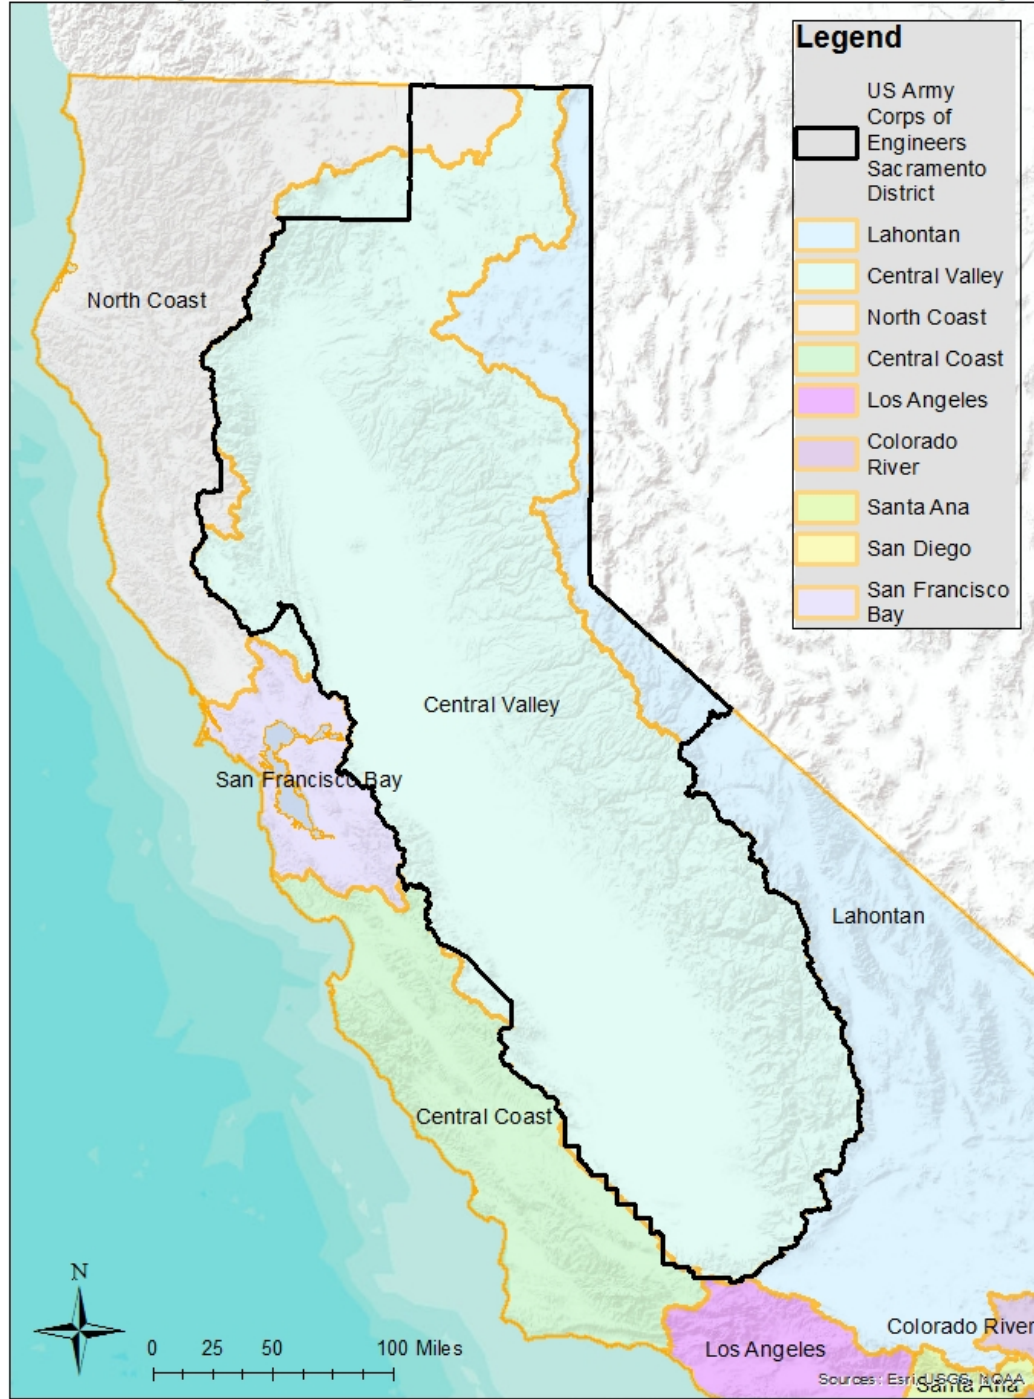 Legend
US Army
Corps of
Engineers
Sacramento
District
Lahontan
Central Valley
North Coast
Central Coast
Los Angeles
Colorado
River
Santa Ana
San Diego
San Francisco
Bay
North Coast
Central Valley
San Francisco Bay
Lahontan
Central Coast
N
0 25 50 100 Miles
Colorado River
Los Angeles
Sources: Esri, USGS, NOAA
Santa Ana